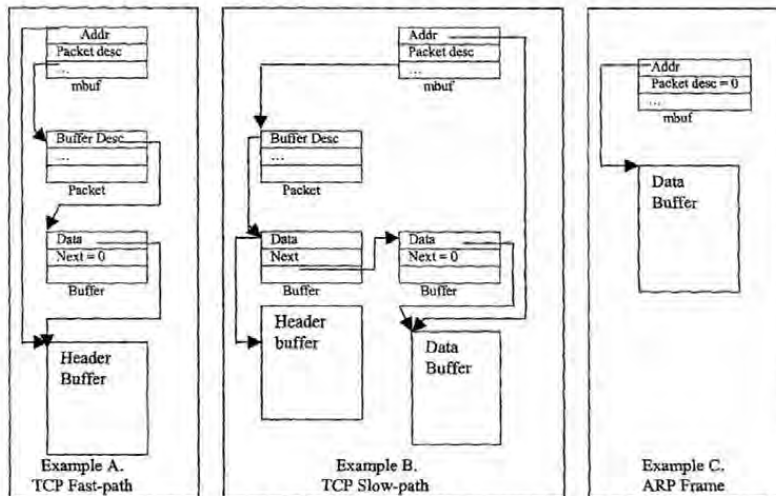 Addr
Packet desc
...
mbuf
Buffer Desc
...
Packet
Data
Next = 0
Buffer
Header
Buffer
Example A.
TCP Fast-path
Addr
Packet desc
...
mbuf
Buffer Desc
...
Packet
Data
Next
Buffer
Data
Next = 0
Buffer
Header
buffer
Data
Buffer
Example B.
TCP Slow-path
Addr
Packet desc = 0
...
mbuf
Data
Buffer
Example C.
ARP Frame